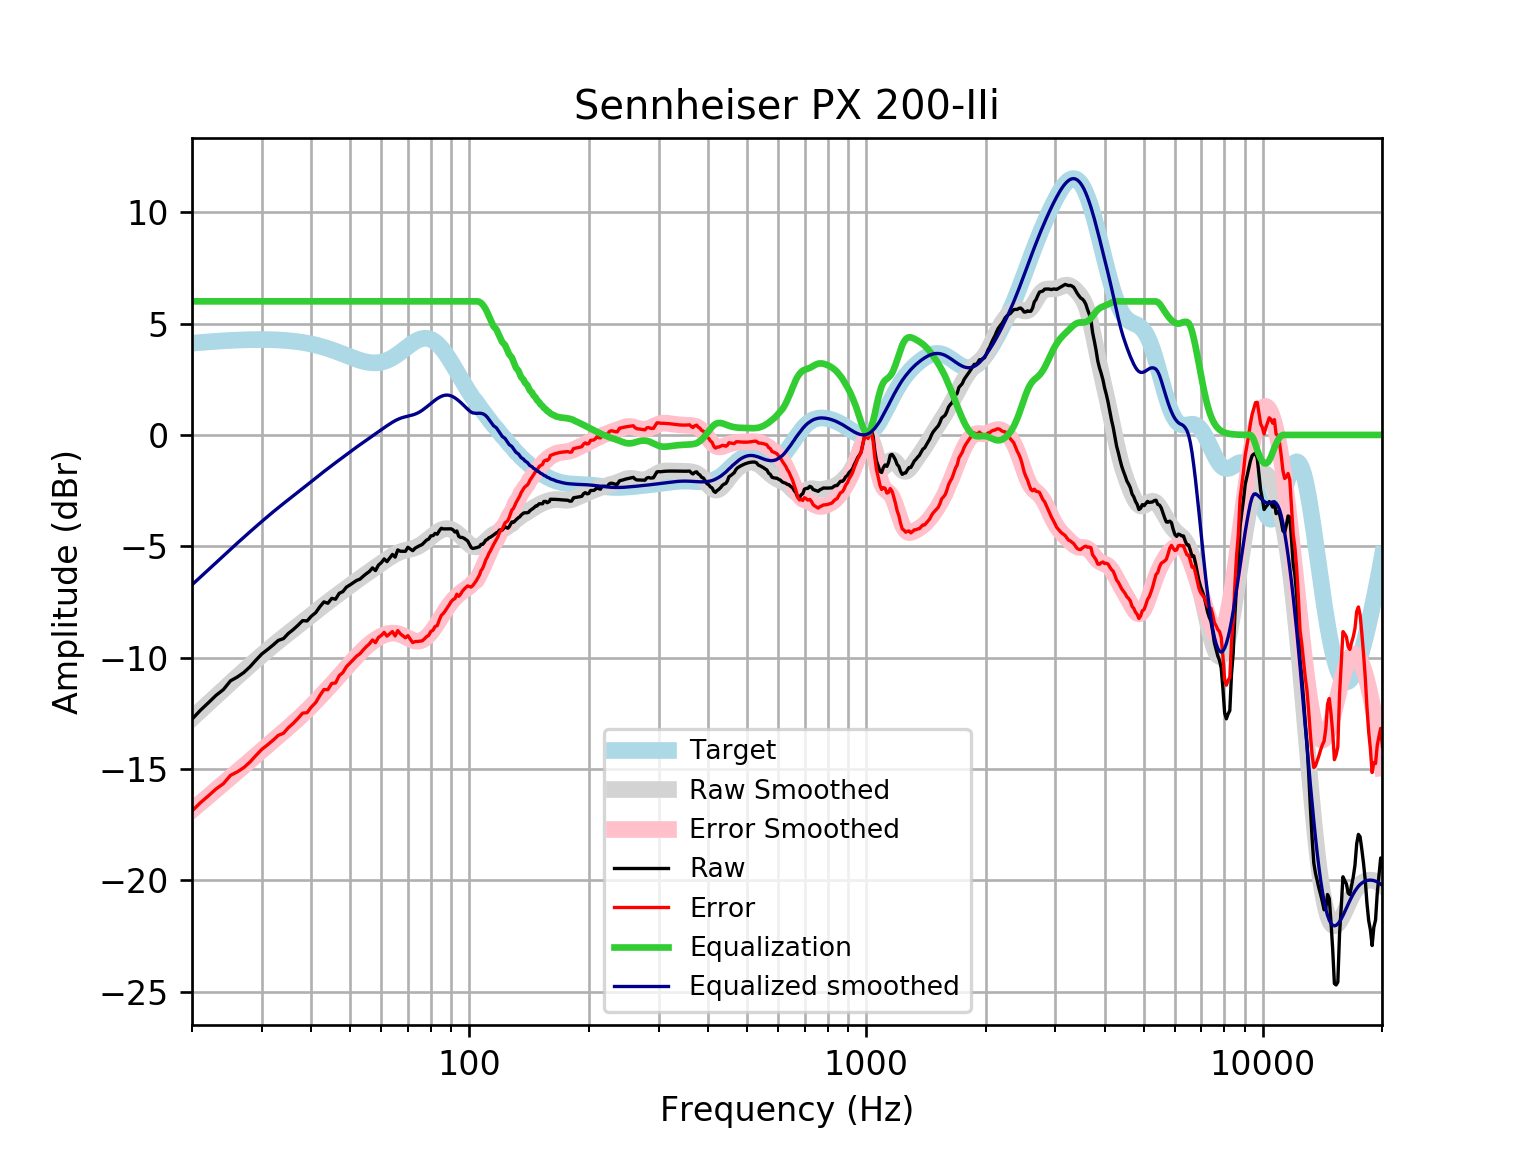 Sennheiser PX 200-IIi
Amplitude (dBr)
10
5
0
−5
−10
−15
−20
−25
Target
Raw Smoothed
Error Smoothed
Raw
Error
Equalization
Equalized smoothed
100
1000
10000
Frequency (Hz)